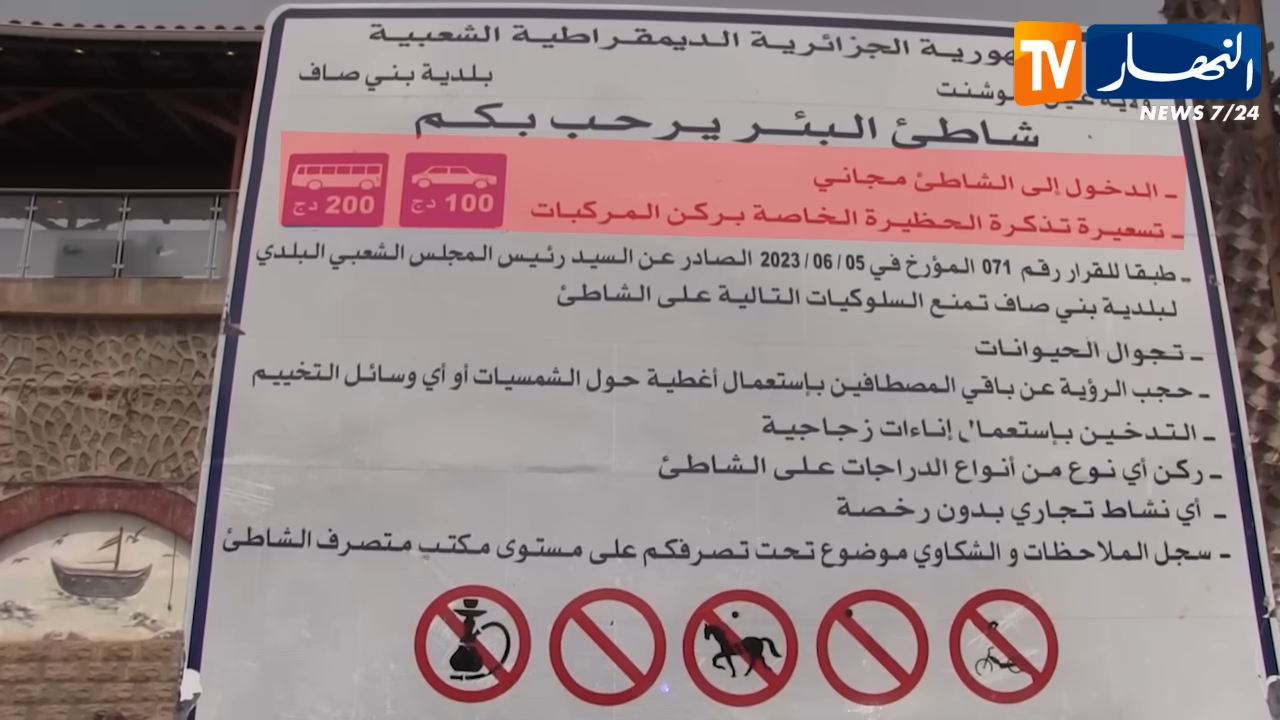 الجزائرية الديمقراطية الشعبية
بلدية بني صاف
شاطئ البئر يرحب بكم
- الدخول إلى الشاطئ مجاني
- تسعيرة تذكرة الحظيرة الخاصة بركن المركبات
100 دج
200 دج
- طبقا للقرار رقم 071 المؤرخ في 05 / 06 / 2023 الصادر عن السيد رئيس المجلس الشعبي البلدي
لبلدية بني صاف تمنع السلوكيات التالية على الشاطئ
- تجوال الحيوانات
- حجب الرؤية عن باقي المصطافين بإستعمال أغطية حول الشمسيات أو أي وسائل التخييم
- التدخين بإستعمال إناءات زجاجية
- ركن أي نوع من أنواع الدراجات على الشاطئ
- أي نشاط تجاري بدون رخصة
- سجل الملاحظات و الشكاوي موضوع تحت تصرفكم على مستوى مكتب متصرف الشاطئ
النهار TV
NEWS 7/24